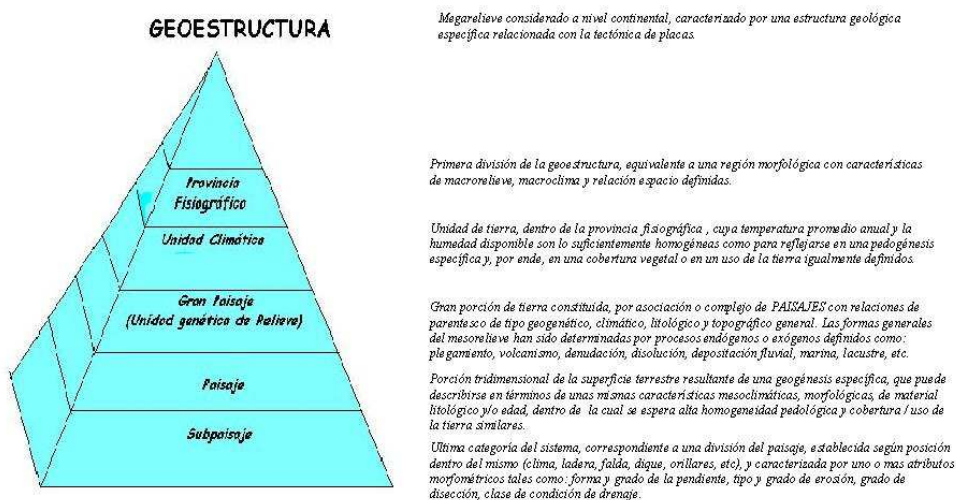 GEOESTRUCTURA
Megarelieve considerado a nivel continental, caracterizado por una estructura geológica
específica relacionada con la tectónica de placas.
Provincia
Fisiográfica
Primera división de la geoestructura, equivalente a una región morfológica con características
de macrorelieve, macroclima y relación espacio definidas.
Unidad Climática
Unidad de tierra, dentro de la provincia fisiográfica , cuya temperatura promedio anual y la
humedad disponible son lo suficientemente homogéneas como para reflejarse en una pedogénesis
específica y, por ende, en una cobertura vegetal o en un uso de la tierra igualmente definidos.
Gran Paisaje
(Unidad genética de Relieve)
Gran porción de tierra constituida, por asociación o complejo de PAISAJES con relaciones de
parentesco de tipo geogenético, climático, litológico y topográfico general. Las formas generales
del mesorelieve han sido determinadas por procesos endógenos o exógenos definidos como:
plegamiento, volcanismo, denudación, disolución, depositación fluvial, marina, lacustre, etc.
Paisaje
Porción tridimensional de la superficie terrestre resultante de una geogénesis específica, que puede
describirse en términos de unas mismas características mesoclimáticas, morfológicas, de material
litológico y/o edad, dentro de la cual se espera alta homogeneidad pedológica y cobertura / uso de
la tierra similares.
Subpaisaje
Ultima categoría del sistema, correspondiente a una división del paisaje, establecida según posición
dentro del mismo (clima, ladera, falda, dique, orillares, etc), y caracterizada por uno o mas atributos
morfométricos tales como: forma y grado de la pendiente, tipo y grado de erosión, grado de
disección, clase de condición de drenaje.